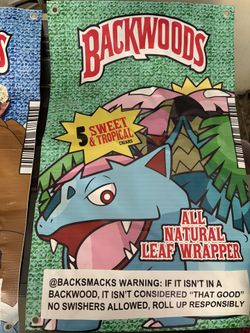 BACKWOODS
5 SWEET
& TROPICAL
CIGARS
ALL
NATURAL
LEAF WRAPPER
@BACKSMACKS WARNING: IF IT ISN'T IN A
BACKWOOD, IT ISN'T CONSIDERED "THAT GOOD"
NO SWISHERS ALLOWED, ROLL UP RESPONSIBLY